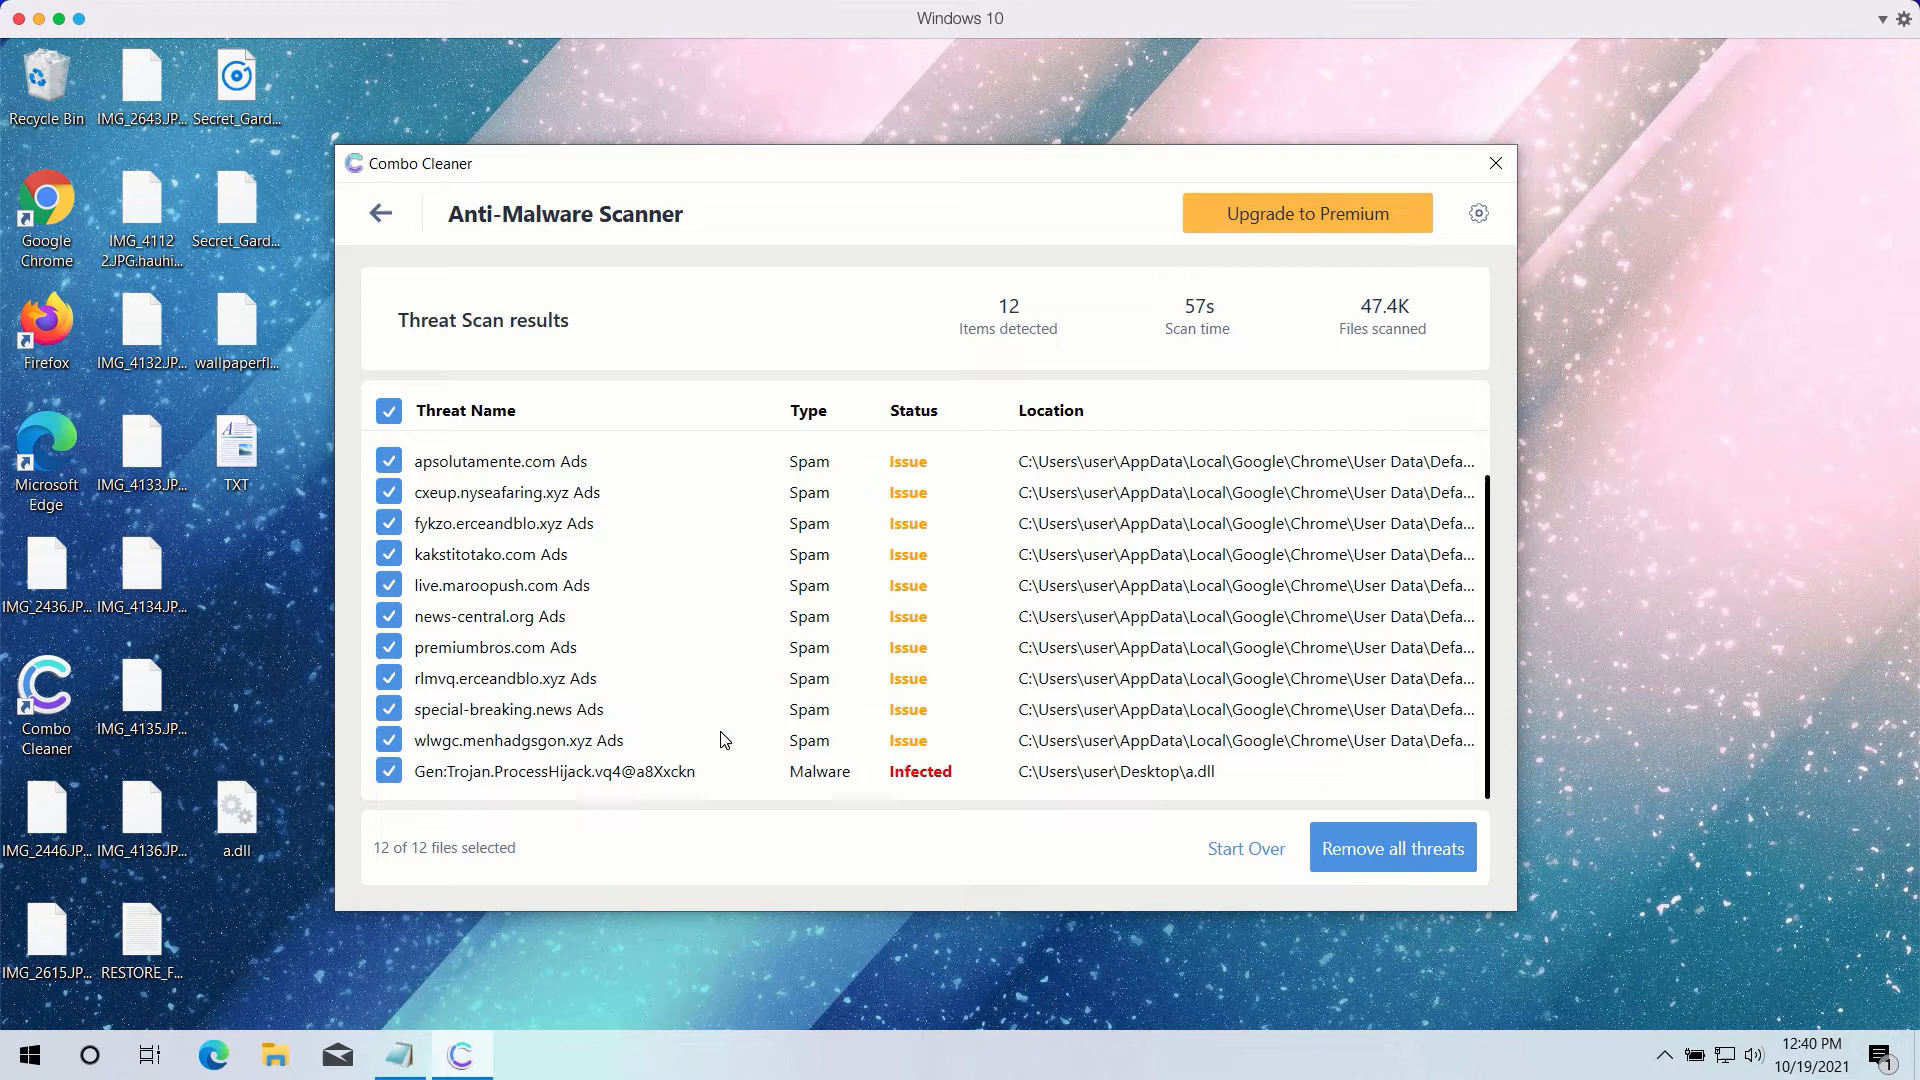 Windows 10
Recycle Bin
IMG_2643.JP...
Secret_Gard...
Google
Chrome
IMG_4112
2.JPG.hauhi...
Secret_Gard...
Firefox
IMG_4132.JP...
wallpaperfl...
Microsoft
Edge
IMG_4133.JP...
TXT
IMG_2436.JP...
IMG_4134.JP...
Combo
Cleaner
IMG_4135.JP...
IMG_2446.JP...
IMG_4136.JP...
a.dll
IMG_2615.JP...
RESTORE_F...
Combo Cleaner
Anti-Malware Scanner
Upgrade to Premium
Threat Scan results
12
Items detected
57s
Scan time
47.4K
Files scanned
Threat Name Type Status Location
apsolutamente.com Ads Spam Issue C:\Users\user\AppData\Local\Google\Chrome\User Data\Defa...
cxeup.nyseafaring.xyz Ads Spam Issue C:\Users\user\AppData\Local\Google\Chrome\User Data\Defa...
fykzo.erceandblo.xyz Ads Spam Issue C:\Users\user\AppData\Local\Google\Chrome\User Data\Defa...
kakstitotako.com Ads Spam Issue C:\Users\user\AppData\Local\Google\Chrome\User Data\Defa...
live.maroopush.com Ads Spam Issue C:\Users\user\AppData\Local\Google\Chrome\User Data\Defa...
news-central.org Ads Spam Issue C:\Users\user\AppData\Local\Google\Chrome\User Data\Defa...
premiumbros.com Ads Spam Issue C:\Users\user\AppData\Local\Google\Chrome\User Data\Defa...
rlmvq.erceandblo.xyz Ads Spam Issue C:\Users\user\AppData\Local\Google\Chrome\User Data\Defa...
special-breaking.news Ads Spam Issue C:\Users\user\AppData\Local\Google\Chrome\User Data\Defa...
wlwgc.menhadgsgon.xyz Ads Spam Issue C:\Users\user\AppData\Local\Google\Chrome\User Data\Defa...
Gen:Trojan.ProcessHijack.vq4@a8Xxckn Malware Infected C:\Users\user\Desktop\a.dll
12 of 12 files selected
Start Over
Remove all threats
12:40 PM
10/19/2021
1